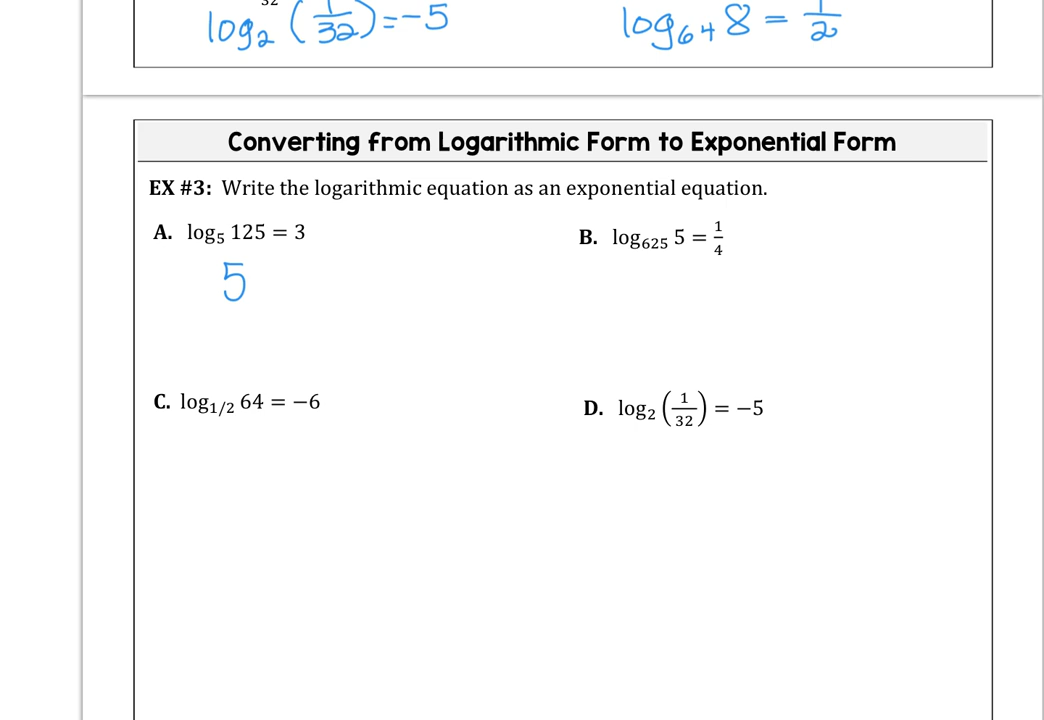 32
log₂ (1/32) = -5 log₆₄ 8 = 1/2
Converting from Logarithmic Form to Exponential Form
EX #3: Write the logarithmic equation as an exponential equation.
A. log₅ 125 = 3 B. log₆₂₅ 5 = 1/4
5
C. log₁/₂ 64 = −6 D. log₂ (1/32) = −5